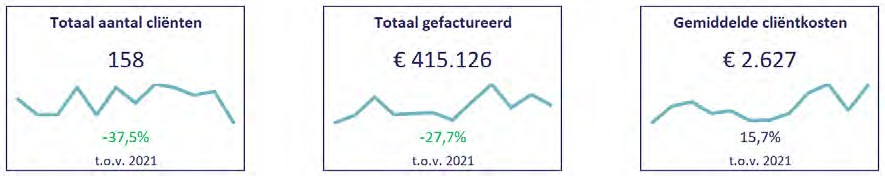 Totaal aantal cliënten
158
-37,5%
t.o.v. 2021
Totaal gefactureerd
€ 415.126
-27,7%
t.o.v. 2021
Gemiddelde cliëntkosten
€ 2.627
15,7%
t.o.v. 2021